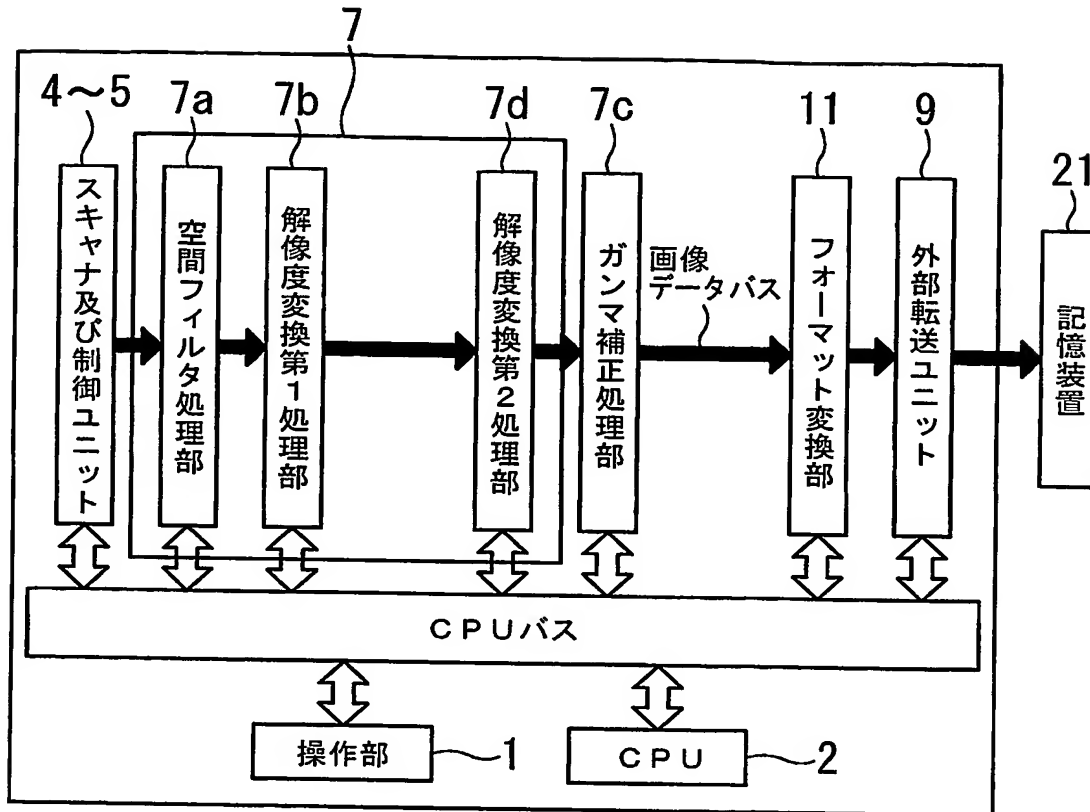 7
4～5
7a
7b
7d
7c
11
9
21
スキャナ及び制御ユニット
空間フィルタ処理部
解像度変換第1処理部
解像度変換第2処理部
ガンマ補正処理部
画像
データバス
フォーマット変換部
外部転送ユニット
記憶装置
CPUバス
操作部
1
CPU
2